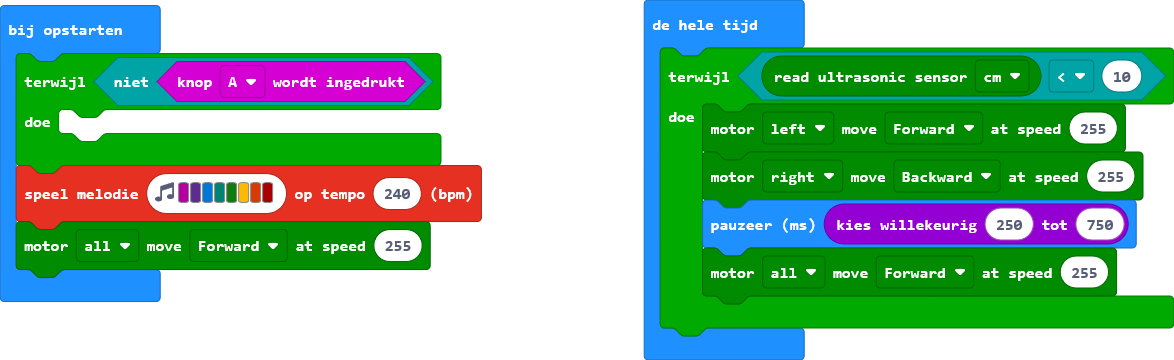 bij opstarten
terwijl niet knop A wordt ingedrukt
doe
speel melodie op tempo 240 (bpm)
motor all move Forward at speed 255
de hele tijd
terwijl read ultrasonic sensor cm < 10
doe
motor left move Forward at speed 255
motor right move Backward at speed 255
pauzeer (ms) kies willekeurig 250 tot 750
motor all move Forward at speed 255